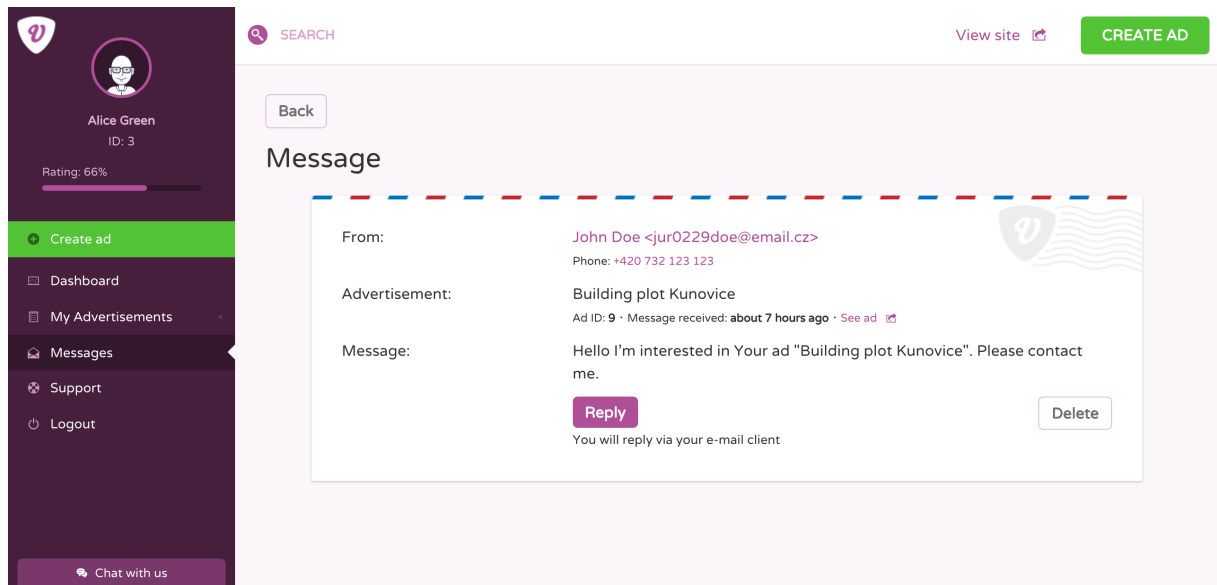 Alice Green
ID: 3
Rating: 66%
Create ad
Dashboard
My Advertisements
Messages
Support
Logout
Chat with us
SEARCH
View site
CREATE AD
Back
Message
From:
John Doe <jur0229doe@email.cz>
Phone: +420 732 123 123
Advertisement:
Building plot Kunovice
Ad ID: 9 · Message received: about 7 hours ago · See ad
Message:
Hello I'm interested in Your ad "Building plot Kunovice". Please contact
me.
Reply
Delete
You will reply via your e-mail client